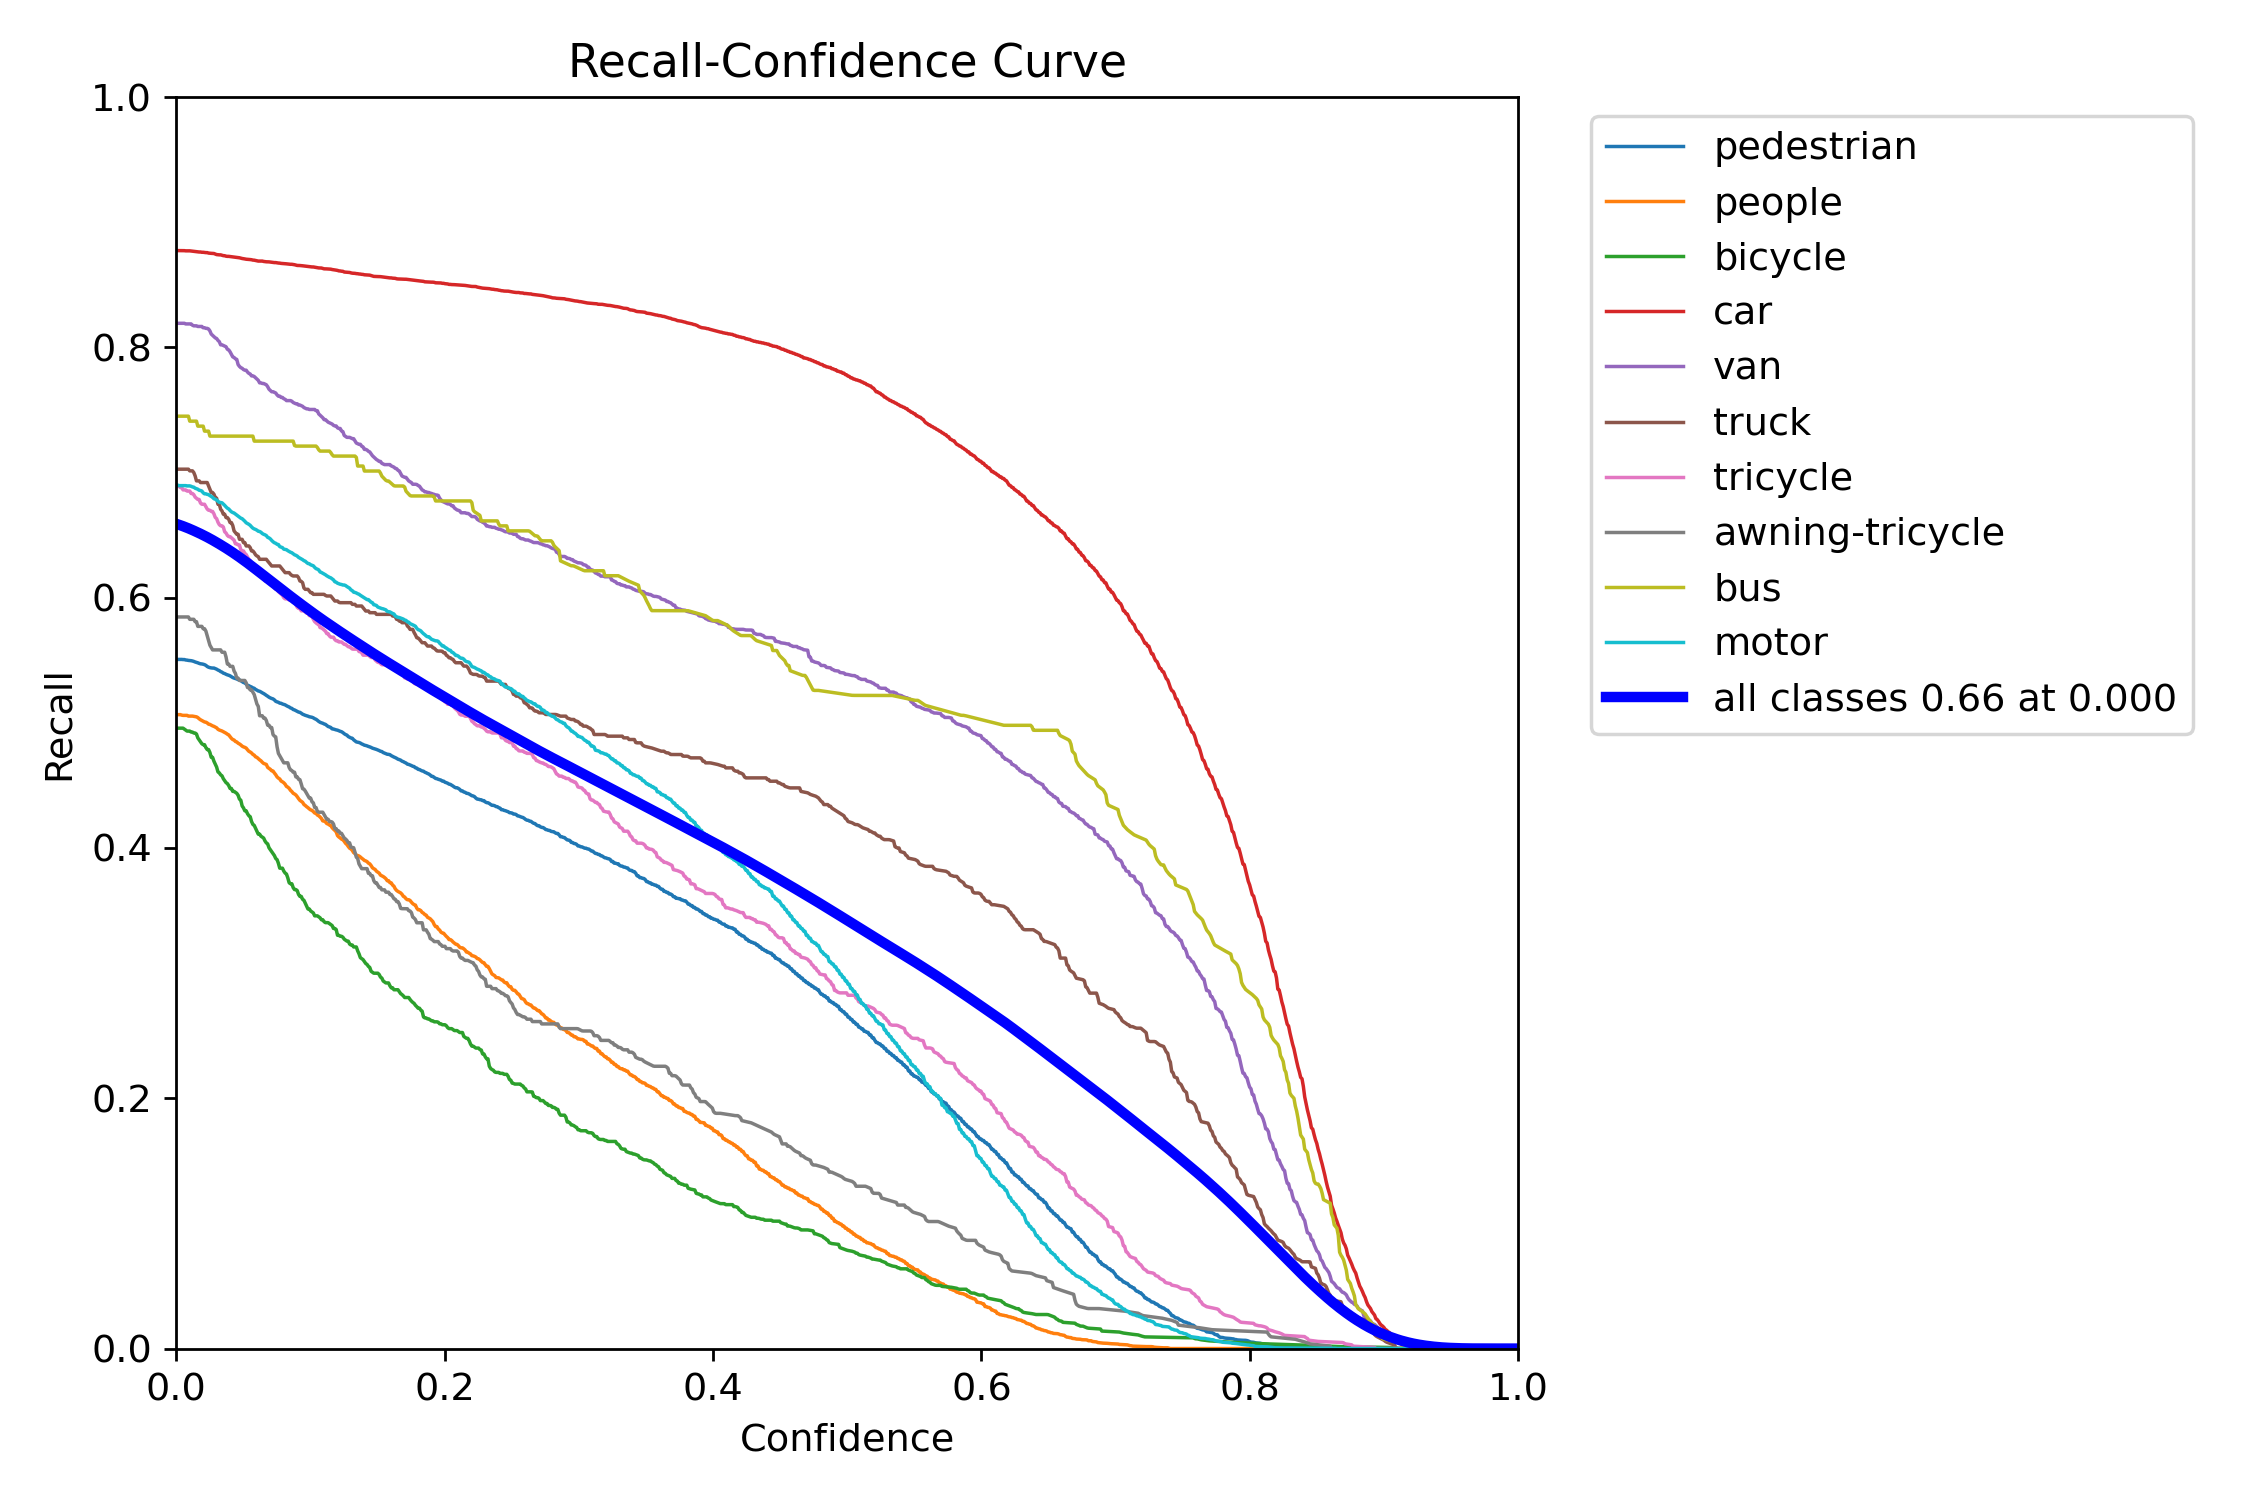 Recall-Confidence Curve
1.0
0.8
0.6
0.4
0.2
0.0
Recall
0.0 0.2 0.4 0.6 0.8 1.0
Confidence
pedestrian
people
bicycle
car
van
truck
tricycle
awning-tricycle
bus
motor
all classes 0.66 at 0.000